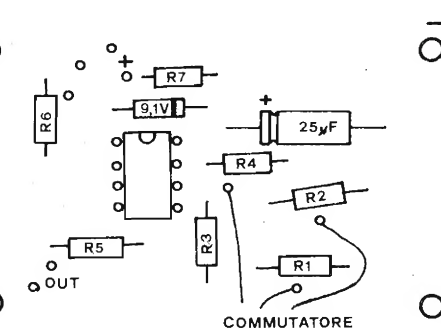 +
R7
R6
9,1V
+
25µF
R4
R2
R5
R3
R1
OUT
COMMUTATORE